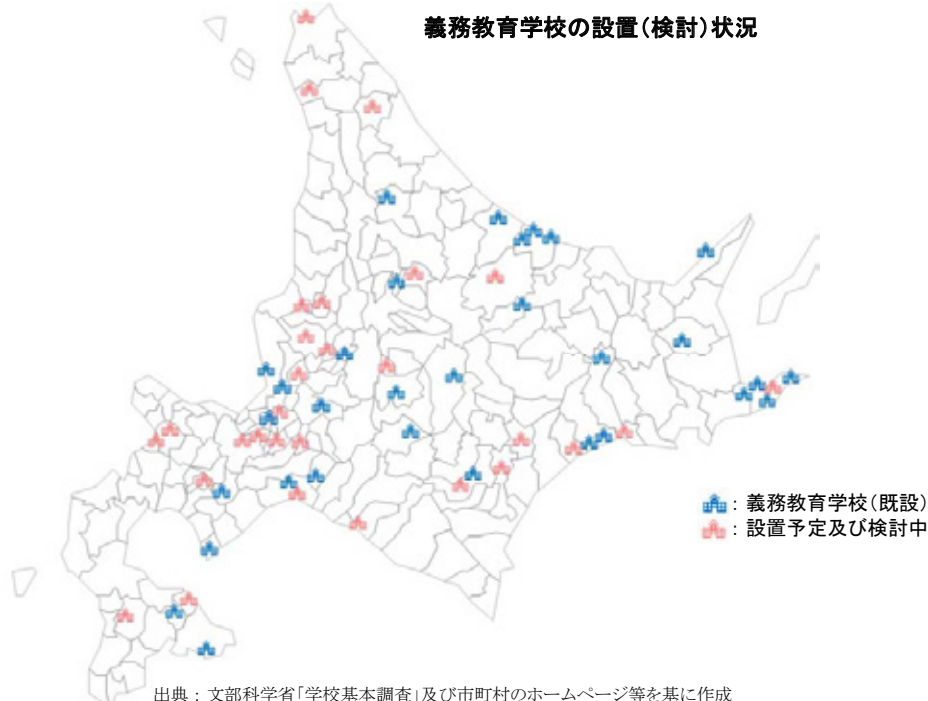 義務教育学校の設置(検討)状況
：義務教育学校(既設)
：設置予定及び検討中
出典：文部科学省「学校基本調査」及び市町村のホームページ等を基に作成